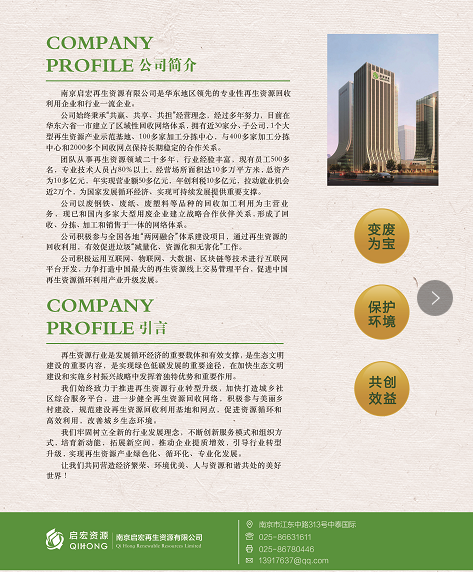 COMPANY
PROFILE 公司简介
南京启宏再生资源有限公司是华东地区领先的专业性再生资源回收
利用企业和行业一流企业。
公司始终秉承"共赢、共享、共担"经营理念，经过多年努力，目前在
华东六省一市建立了区域性回收网络体系，拥有近30家分、子公司，1个大
型再生资源产业示范基地、100多家加工分拣中心，与400多家加工分拣
中心和2000多个回收网点保持长期稳定的合作关系。
团队从事再生资源领域二十多年，行业经验丰富，现有员工500多
名，专业技术人员占80%以上，经营场所面积达10多万平方米，总资产
为10多亿元，年实现营业额50多亿元，年创利税10多亿元，拉动就业机会
近2万个，为国家发展循环经济、实现可持续发展提供重要支撑。
公司以废钢铁、废纸、废塑料等品种的回收加工利用为主营业
务，现已和国内多家大型用废企业建立战略合作伙伴关系，形成了回
收、分拣、加工和销售于一体的网络体系。
公司积极参与全国各地"两网融合"体系建设项目，通过再生资源的
回收利用，有效促进垃圾"减量化、资源化和无害化"工作。
公司积极运用互联网、物联网、大数据、区块链等技术进行互联网
平台开发，力争打造中国最大的再生资源线上交易管理平台，促进中国
再生资源循环利用产业升级发展。
变废
为宝
保护
环境
共创
效益
COMPANY
PROFILE 引言
再生资源行业是发展循环经济的重要载体和有效支撑，是生态文明
建设的重要内容，是实现绿色低碳发展的重要途径，在加快生态文明
建设和实施乡村振兴战略中发挥着独特优势和重要作用。
我们始终致力于推进再生资源行业转型升级，加快打造城乡社
区综合服务平台，进一步健全再生资源回收网络，积极参与美丽乡
村建设，规范建设再生资源回收利用基地和网点，促进资源循环和
高效利用，改善城乡生态环境。
我们牢固树立全新的行业发展理念，不断创新服务模式和组织方
式，培育新动能，拓展新空间，推动企业提质增效，引导行业转型
升级，实现再生资源产业绿色化、循环化、专业化发展。
让我们共同营造经济繁荣、环境优美、人与资源和谐共处的美好
世界！
启宏资源
QIHONG
南京启宏再生资源有限公司
Qi Hong Renewable Resources Limited
南京市江东中路313号中泰国际
025-86631611
025-86780446
13917637@qq.com